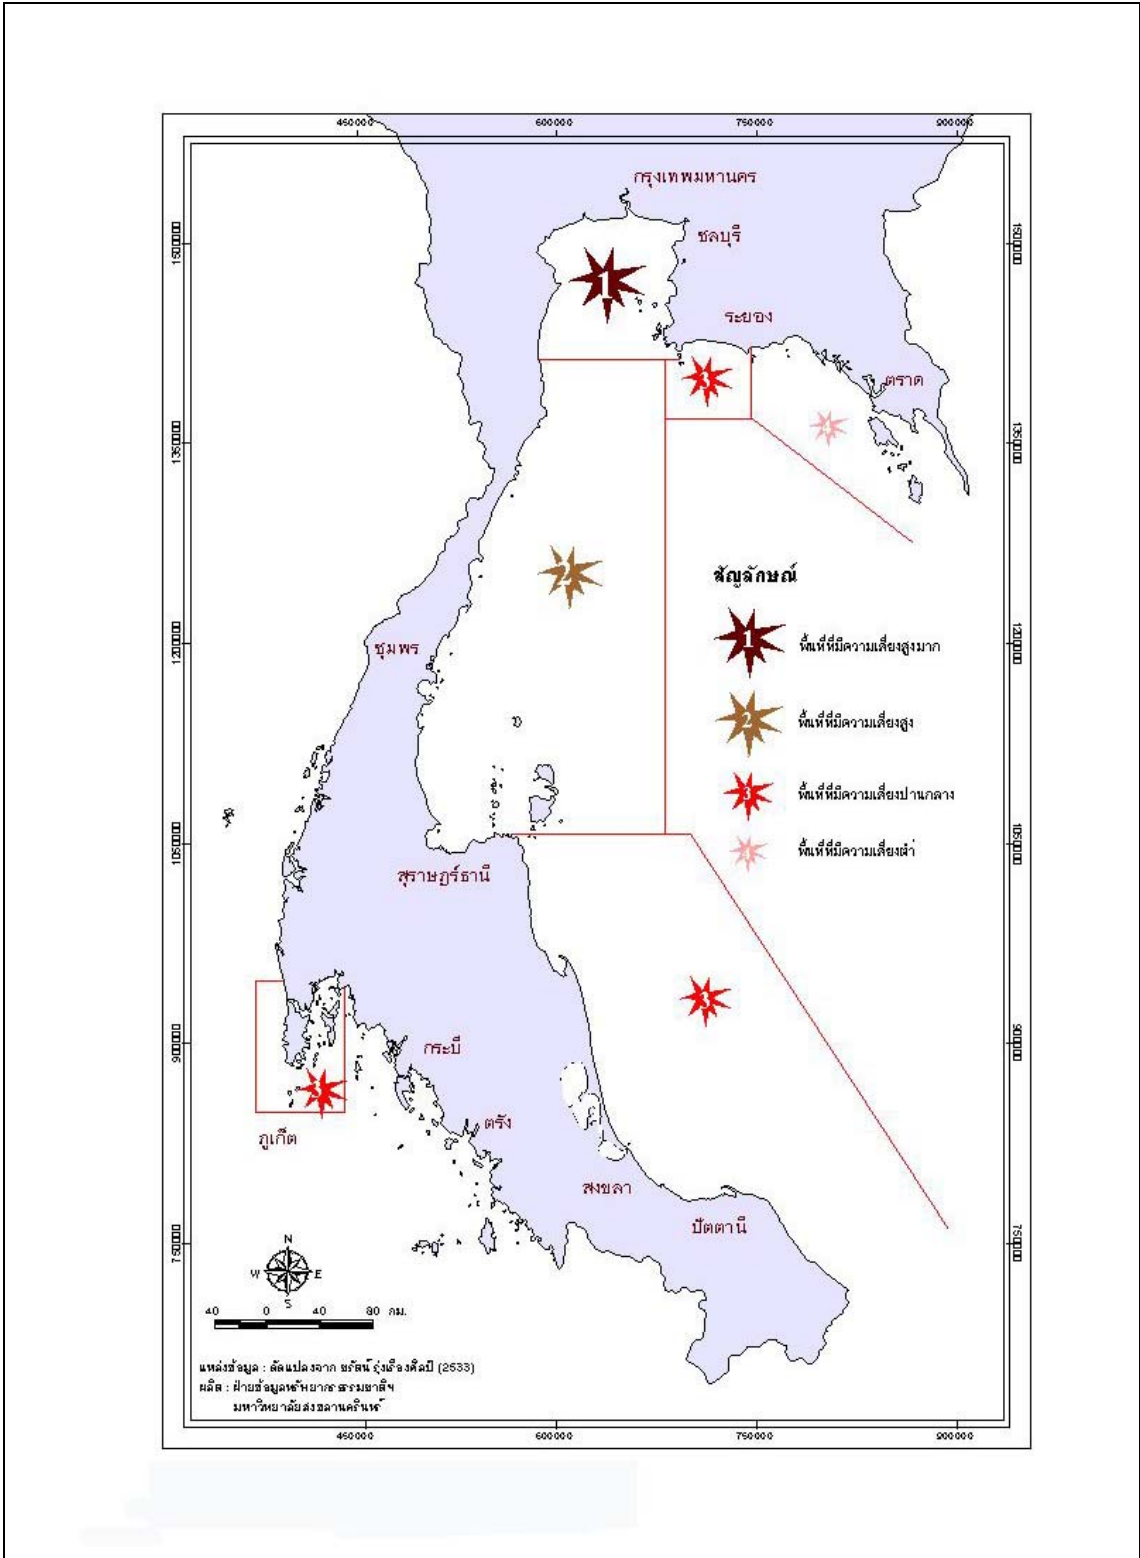 450000 600000 750000 900000
กรุงเทพมหานคร
ชลบุรี
1500000 1500000
1
ระยอง
3
ตราด
4
1350000 1350000
2
สัญลักษณ์
1 พื้นที่ที่มีความเสี่ยงสูงมาก
1200000 1200000
ชุมพร
2 พื้นที่ที่มีความเสี่ยงสูง
3 พื้นที่ที่มีความเสี่ยงปานกลาง
4 พื้นที่ที่มีความเสี่ยงต่ำ
1050000 1050000
สุราษฎร์ธานี
3
900000 900000
กระบี่
3
ภูเก็ต
ตรัง
สงขลา
ปัตตานี
750000 750000
N
W E
S
40 0 40 80 กม.
แหล่งข้อมูล : ดัดแปลงจาก รุ่งเรืองศิลป์ (2533)
ผลิต : ฝ่ายข้อมูลทรัพยากรธรรมชาติฯ
มหาวิทยาลัยสงขลานครินทร์
450000 600000 750000 900000